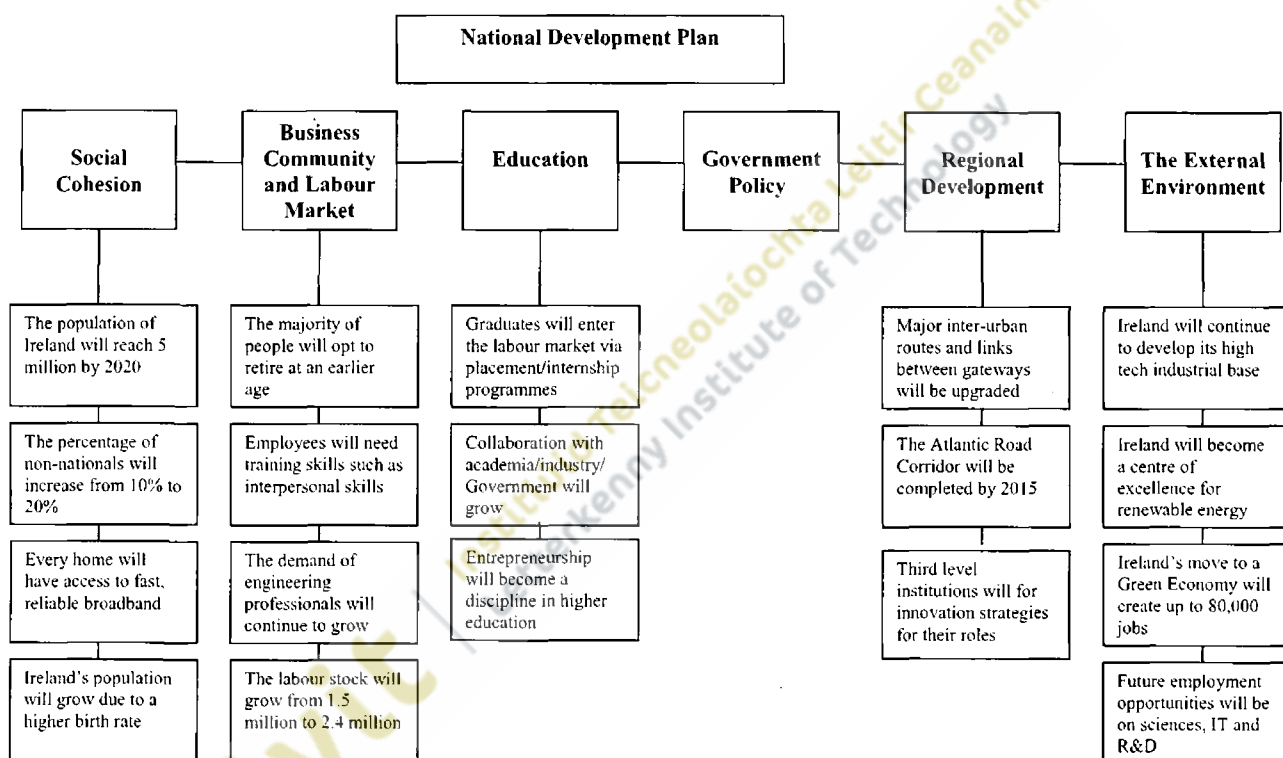 National Development Plan
Social
Cohesion
Business
Community
and Labour
Market
Education
Government
Policy
Regional
Development
The External
Environment
The population of
Ireland will reach 5
million by 2020
The percentage of
non-nationals will
increase from 10% to
20%
Every home will
have access to fast,
reliable broadband
Ireland's population
will grow due to a
higher birth rate
The majority of
people will opt to
retire at an earlier
age
Employees will need
training skills such as
interpersonal skills
The demand of
engineering
professionals will
continue to grow
The labour stock will
grow from 1.5
million to 2.4 million
Graduates will enter
the labour market via
placement/internship
programmes
Collaboration with
academia/industry/
Government will
grow
Entrepreneurship
will become a
discipline in higher
education
Major inter-urban
routes and links
between gateways
will be upgraded
The Atlantic Road
Corridor will be
completed by 2015
Third level
institutions will for
innovation strategies
for their roles
Ireland will continue
to develop its high
tech industrial base
Ireland will become
a centre of
excellence for
renewable energy
Ireland's move to a
Green Economy will
create up to 80,000
jobs
Future employment
opportunities will be
on sciences, IT and
R&D
Institiúid Teicneolaíochta Leitir Ceanainn
Letterkenny Institute of Technology